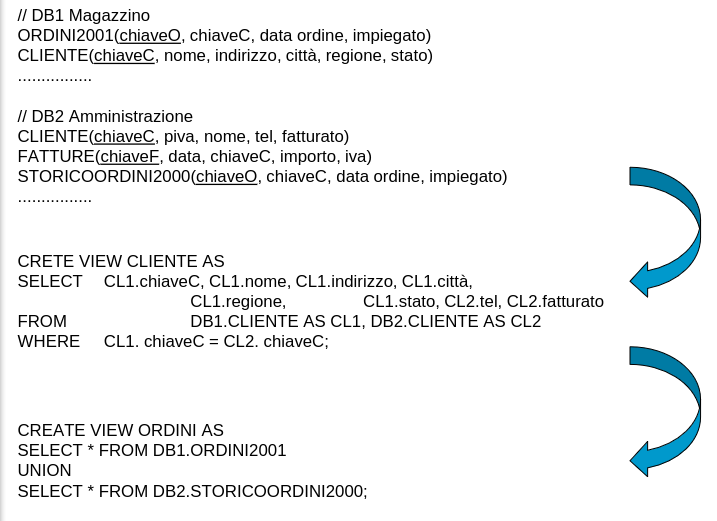 // DB1 Magazzino
ORDINI2001(chiaveO, chiaveC, data ordine, impiegato)
CLIENTE(chiaveC, nome, indirizzo, città, regione, stato)
................
// DB2 Amministrazione
CLIENTE(chiaveC, piva, nome, tel, fatturato)
FATTURE(chiaveF, data, chiaveC, importo, iva)
STORICOORDINI2000(chiaveO, chiaveC, data ordine, impiegato)
................
CRETE VIEW CLIENTE AS
SELECT CL1.chiaveC, CL1.nome, CL1.indirizzo, CL1.città,
CL1.regione, CL1.stato, CL2.tel, CL2.fatturato
FROM DB1.CLIENTE AS CL1, DB2.CLIENTE AS CL2
WHERE CL1. chiaveC = CL2. chiaveC;
CREATE VIEW ORDINI AS
SELECT * FROM DB1.ORDINI2001
UNION
SELECT * FROM DB2.STORICOORDINI2000;